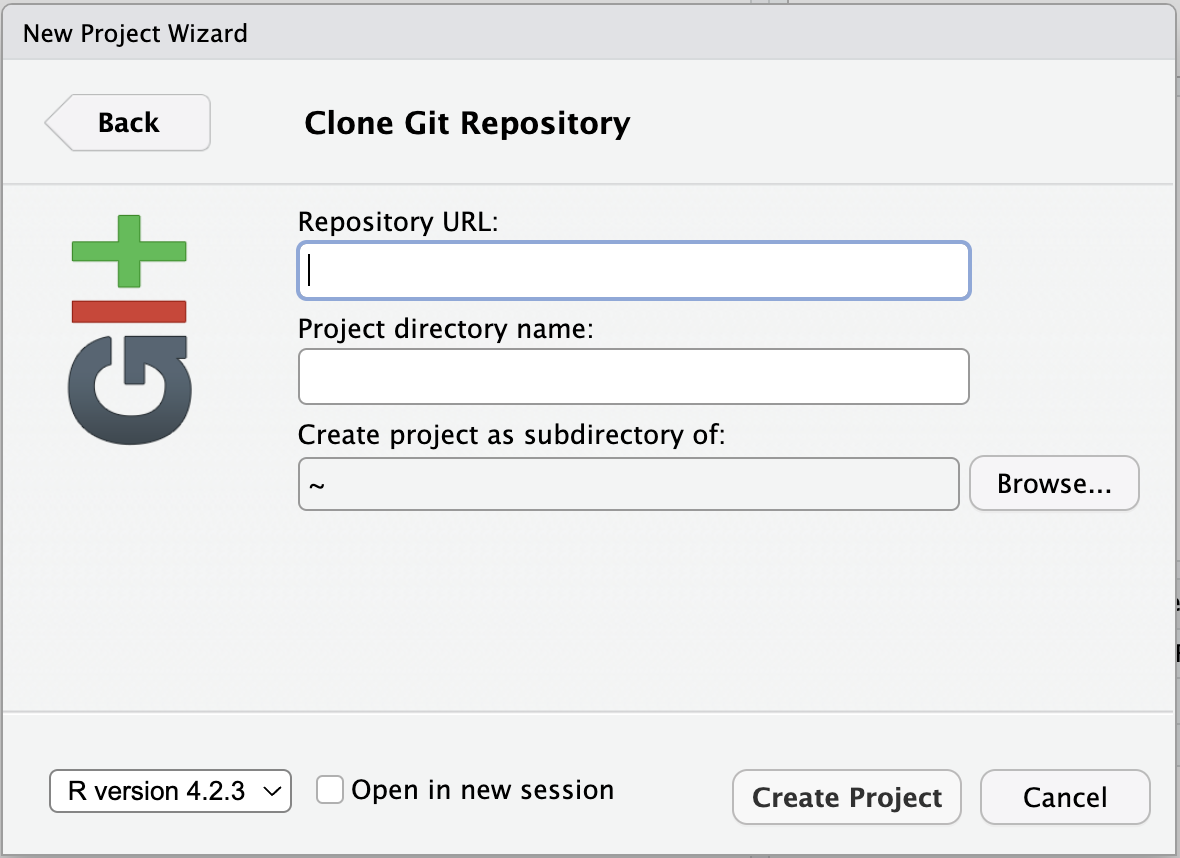 New Project Wizard
Back
Clone Git Repository
Git
Repository URL:
Project directory name:
Create project as subdirectory of:
~
Browse...
R version 4.2.3
Open in new session
Create Project
Cancel